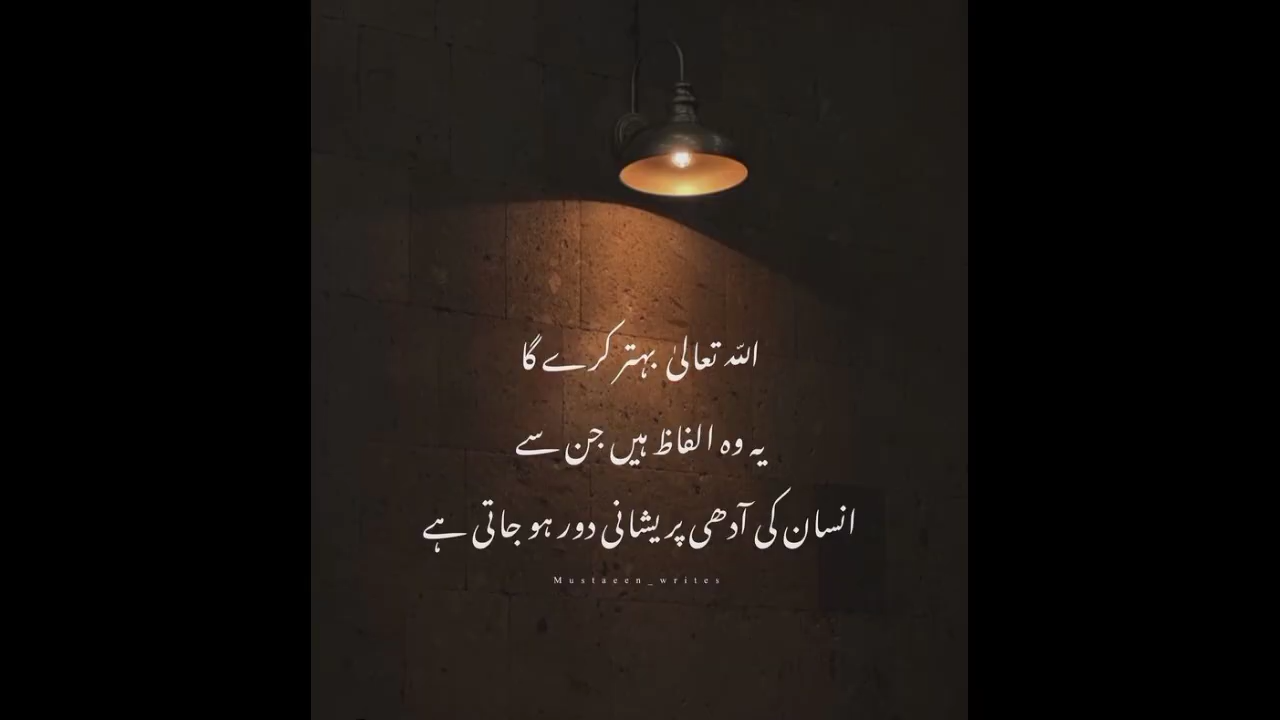 اللہ تعالیٰ بہتر کرے گا
یہ وہ الفاظ ہیں جن سے
انسان کی آدھی پریشانی دور ہو جاتی ہے
Mustaeen_writes